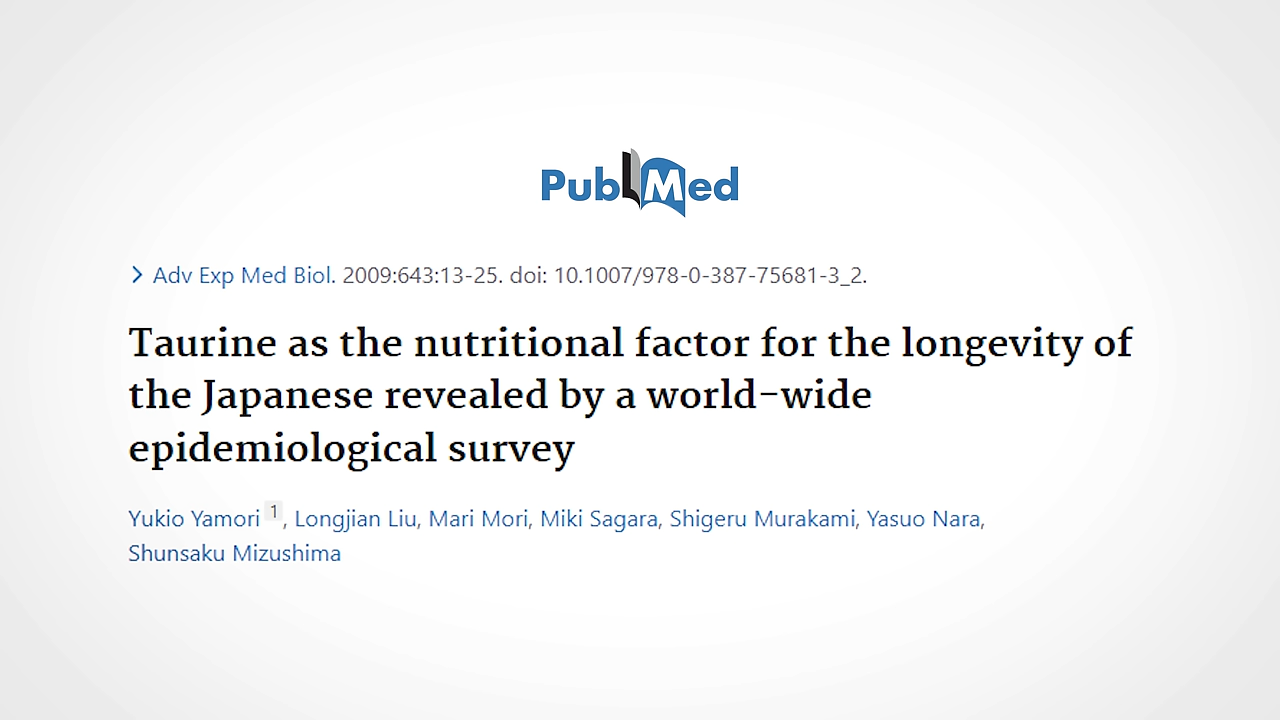 PubMed
Adv Exp Med Biol. 2009:643:13-25. doi: 10.1007/978-0-387-75681-3_2.
Taurine as the nutritional factor for the longevity of
the Japanese revealed by a world-wide
epidemiological survey
Yukio Yamori 1, Longjian Liu, Mari Mori, Miki Sagara, Shigeru Murakami, Yasuo Nara,
Shunsaku Mizushima